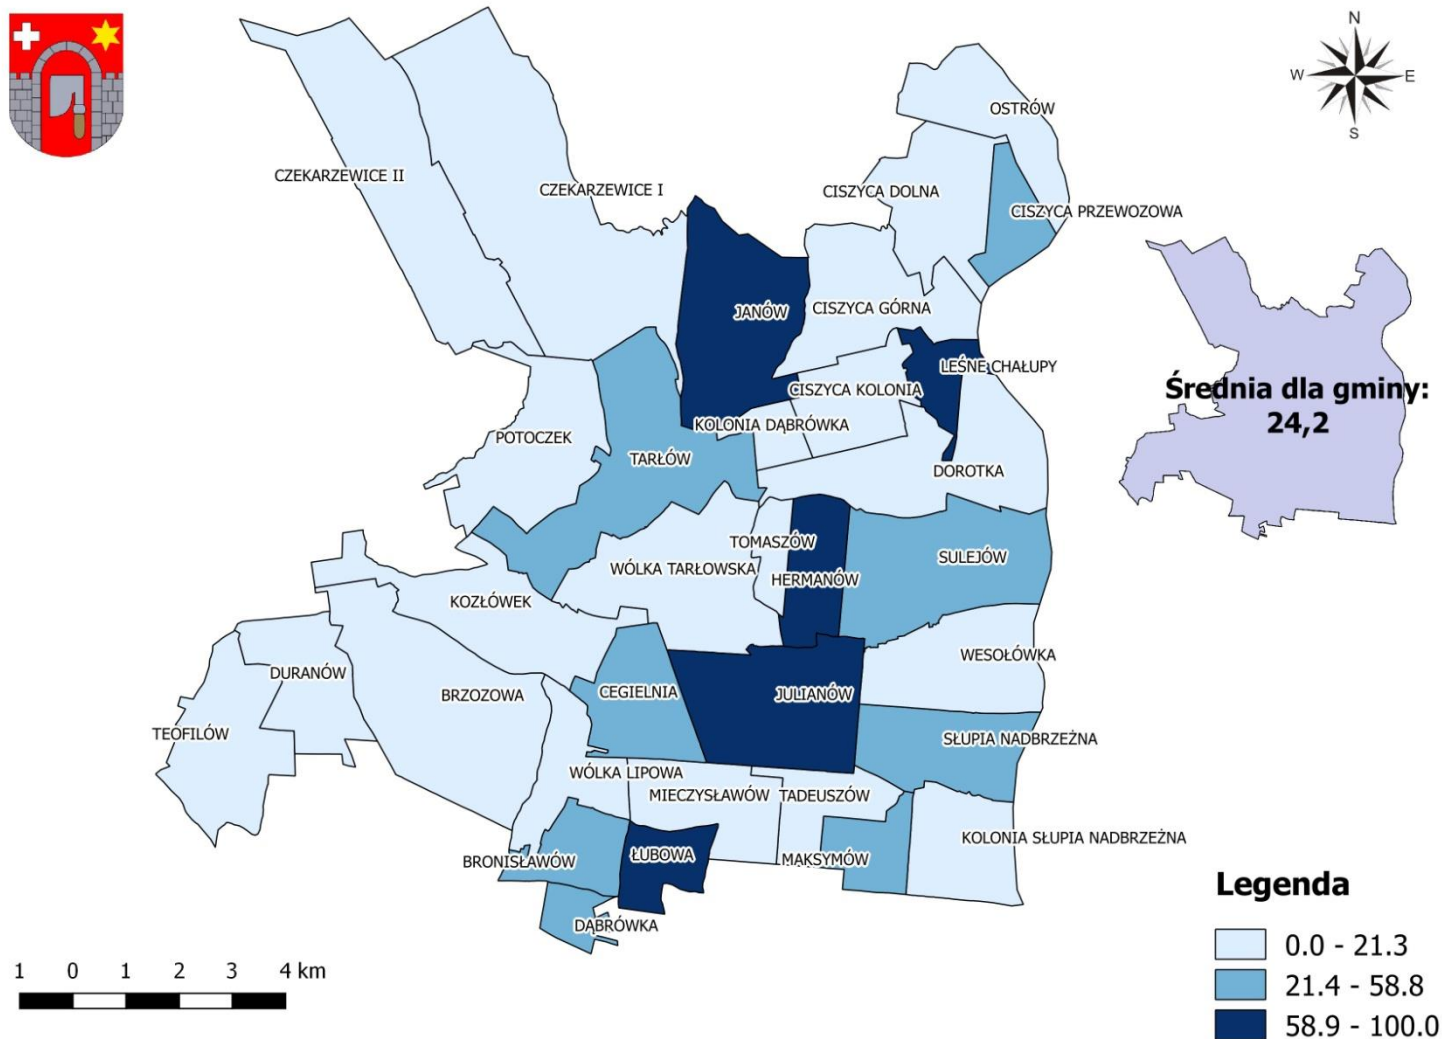 N
W
E
S
OSTRÓW
CZEKARZEWICE II
CZEKARZEWICE I
CISZYCA DOLNA
CISZYCA PRZEWOZOWA
JANÓW
CISZYCA GÓRNA
LEŚNE CHAŁUPY
CISZYCA KOLONIA
KOLONIA DĄBRÓWKA
POTOCZEK
TARŁÓW
DOROTKA
Średnia dla gminy:
24,2
TOMASZÓW
SULEJÓW
WÓLKA TARŁOWSKA
HERMANÓW
KOZŁÓWEK
WESOŁÓWKA
DURANÓW
BRZOZOWA
CEGIELNIA
JULIANÓW
TEOFILÓW
SŁUPIA NADBRZEŻNA
WÓLKA LIPOWA
MIECZYSŁAWÓW
TADEUSZÓW
KOLONIA SŁUPIA NADBRZEŻNA
BRONISŁAWÓW
ŁUBOWA
MAKSYMÓW
DĄBRÓWKA
Legenda
0.0 - 21.3
21.4 - 58.8
58.9 - 100.0
1 0 1 2 3 4 km